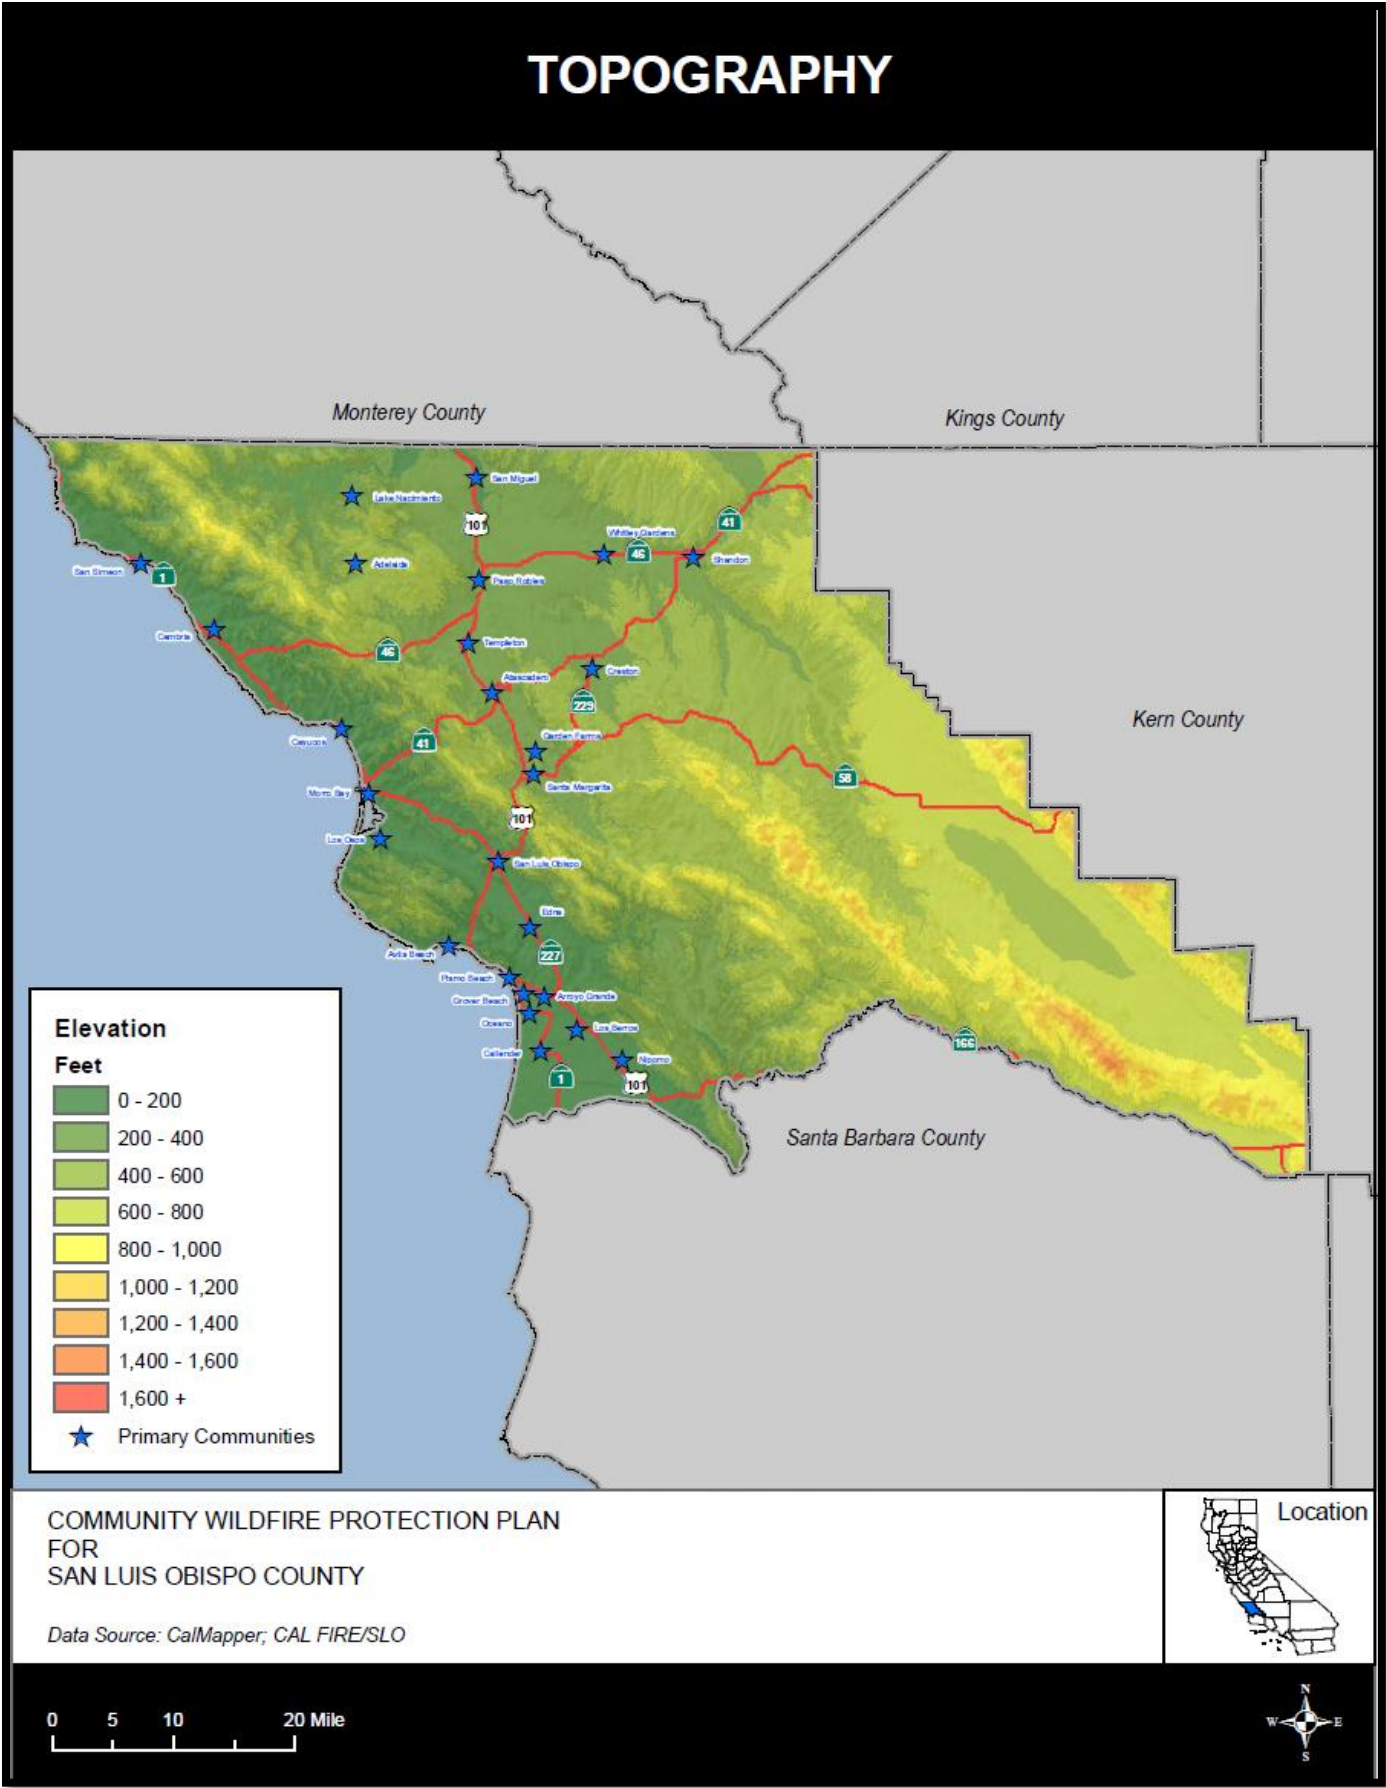 TOPOGRAPHY
Monterey County
Kings County
San Miguel
Lake Nacimiento
101
41
Whitley Gardens
46
Shandon
San Simeon
1
Adelaida
Paso Robles
Cambria
46
Templeton
Atascadero
Creston
229
Kern County
Cayucos
41
Garden Farms
58
Santa Margarita
Morro Bay
101
Los Osos
San Luis Obispo
Edna
227
Avila Beach
Pismo Beach
Grover Beach
Arroyo Grande
Oceano
Los Berros
166
Callender
Nipomo
1
101
Santa Barbara County
Elevation
Feet
0 - 200
200 - 400
400 - 600
600 - 800
800 - 1,000
1,000 - 1,200
1,200 - 1,400
1,400 - 1,600
1,600 +
Primary Communities
COMMUNITY WILDFIRE PROTECTION PLAN
FOR
SAN LUIS OBISPO COUNTY
Data Source: CalMapper; CAL FIRE/SLO
Location
0 5 10 20 Mile
N
W E
S